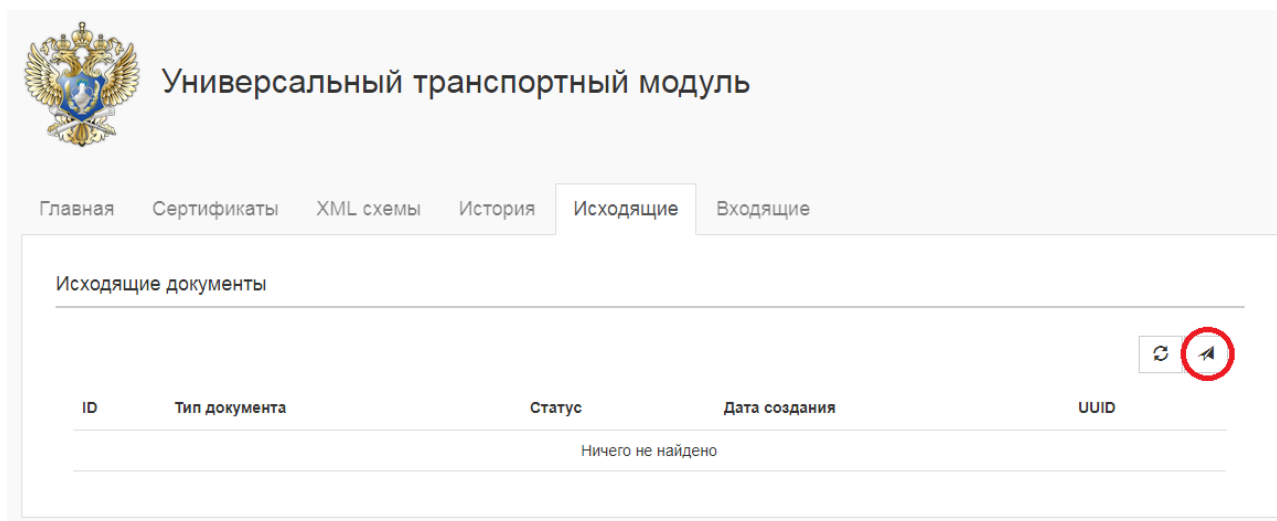 Универсальный транспортный модуль
Главная Сертификаты XML схемы История Исходящие Входящие
Исходящие документы
ID Тип документа Статус Дата создания UUID
Ничего не найдено